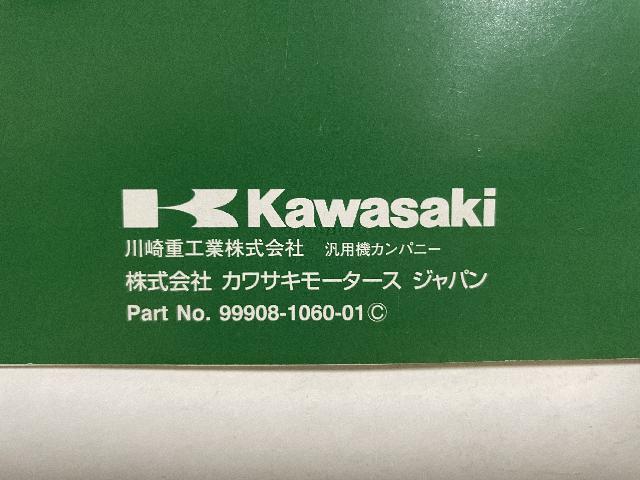 Kawasaki
川崎重工業株式会社 汎用機カンパニー
株式会社 カワサキモータース ジャパン
Part No. 99908-1060-01Ⓒ